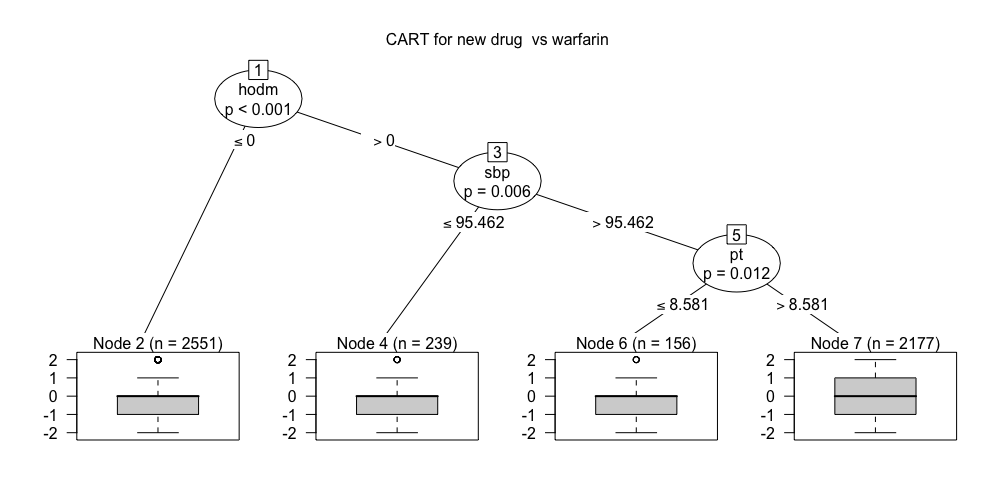 CART for new drug  vs warfarin
1
hodm
p < 0.001
≤ 0
> 0
3
sbp
p = 0.006
≤ 95.462
> 95.462
5
pt
p = 0.012
≤ 8.581
> 8.581
Node 2 (n = 2551)
2
1
0
-1
-2
Node 4 (n = 239)
2
1
0
-1
-2
Node 6 (n = 156)
2
1
0
-1
-2
Node 7 (n = 2177)
2
1
0
-1
-2